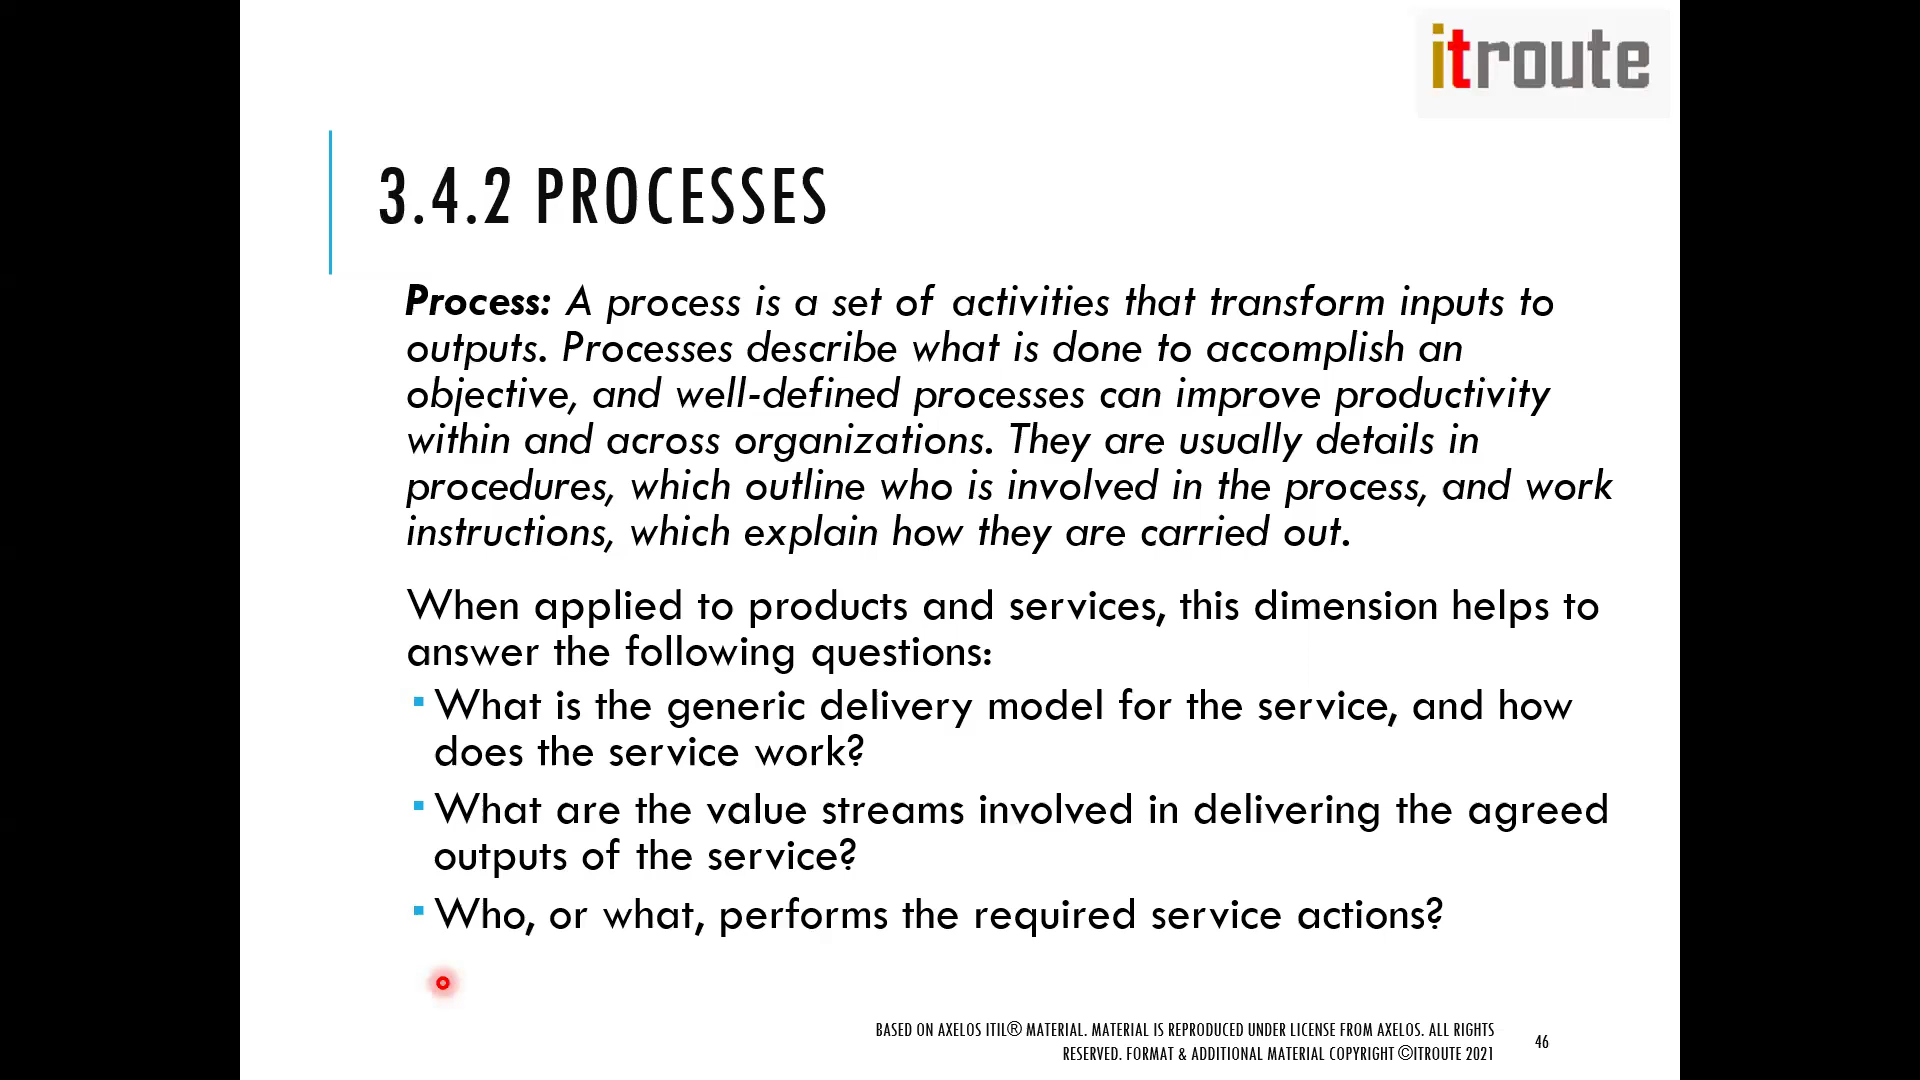 itroute
3.4.2 PROCESSES
Process: A process is a set of activities that transform inputs to
outputs. Processes describe what is done to accomplish an
objective, and well-defined processes can improve productivity
within and across organizations. They are usually details in
procedures, which outline who is involved in the process, and work
instructions, which explain how they are carried out.
When applied to products and services, this dimension helps to
answer the following questions:
▪ What is the generic delivery model for the service, and how
does the service work?
▪ What are the value streams involved in delivering the agreed
outputs of the service?
▪ Who, or what, performs the required service actions?
BASED ON AXELOS ITIL® MATERIAL. MATERIAL IS REPRODUCED UNDER LICENSE FROM AXELOS. ALL RIGHTS
RESERVED. FORMAT & ADDITIONAL MATERIAL COPYRIGHT ©ITROUTE 2021
46